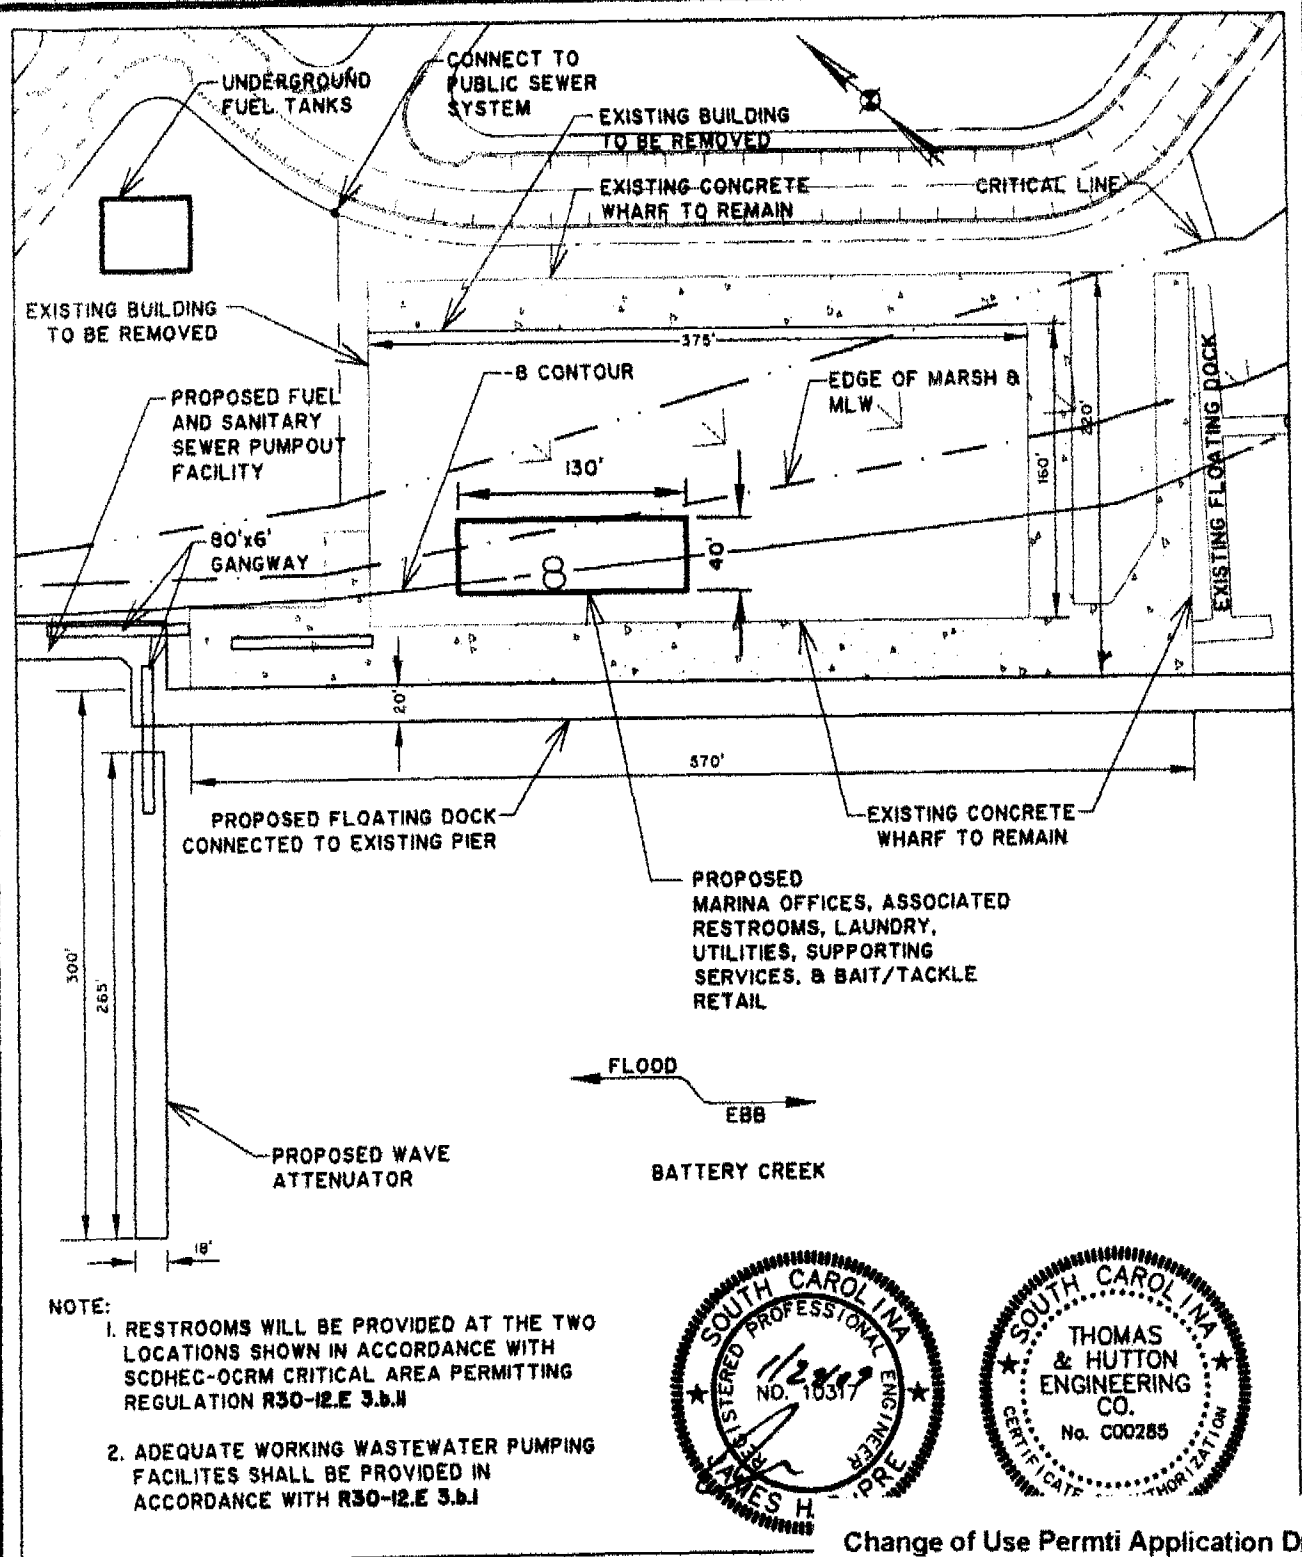 UNDERGROUND
FUEL TANKS
CONNECT TO
PUBLIC SEWER
SYSTEM
EXISTING BUILDING
TO BE REMOVED
EXISTING CONCRETE
WHARF TO REMAIN
CRITICAL LINE
EXISTING BUILDING
TO BE REMOVED
375'
-8 CONTOUR
EDGE OF MARSH &
MLW
PROPOSED FUEL
AND SANITARY
SEWER PUMPOUT
FACILITY
130'
160'
220'
EXISTING FLOATING DOCK
80'x6'
GANGWAY
8
40'
20'
570'
PROPOSED FLOATING DOCK
CONNECTED TO EXISTING PIER
EXISTING CONCRETE
WHARF TO REMAIN
PROPOSED
MARINA OFFICES, ASSOCIATED
RESTROOMS, LAUNDRY,
UTILITIES, SUPPORTING
SERVICES, & BAIT/TACKLE
RETAIL
300'
265'
FLOOD
EBB
PROPOSED WAVE
ATTENUATOR
BATTERY CREEK
18'
NOTE:
1. RESTROOMS WILL BE PROVIDED AT THE TWO
LOCATIONS SHOWN IN ACCORDANCE WITH
SCDHEC-OCRM CRITICAL AREA PERMITTING
REGULATION R30-12.E 3.b.II
2. ADEQUATE WORKING WASTEWATER PUMPING
FACILITES SHALL BE PROVIDED IN
ACCORDANCE WITH R30-12.E 3.b.I
SOUTH CAROLINA
REGISTERED PROFESSIONAL ENGINEER
NO. 10317
JAMES H.
SOUTH CAROLINA
THOMAS
& HUTTON
ENGINEERING
CO.
No. C00285
CERTIFICATE
Change of Use Permti Application D